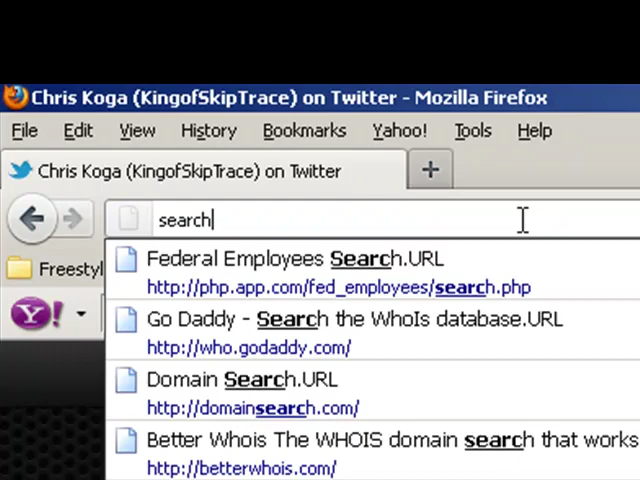 Chris Koga (KingofSkipTrace) on Twitter - Mozilla Firefox
File Edit View History Bookmarks Yahoo! Tools Help
Chris Koga (KingofSkipTrace) on Twitter +
search
Freestyl
Federal Employees Search.URL
http://php.app.com/fed_employees/search.php
Y!
Go Daddy - Search the WhoIs database.URL
http://who.godaddy.com/
Domain Search.URL
http://domainsearch.com/
Better Whois The WHOIS domain search that works
http://betterwhois.com/